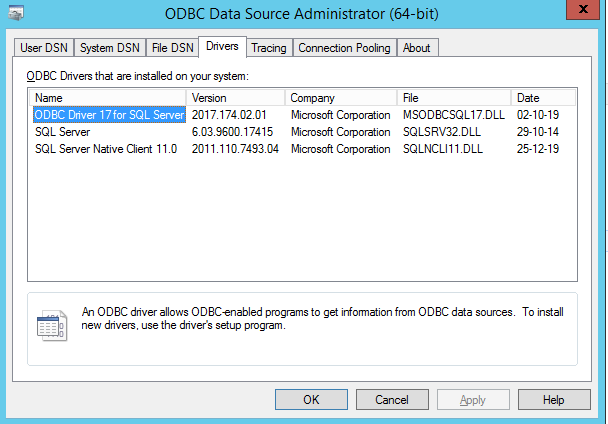 ODBC Data Source Administrator (64-bit)
x
User DSN System DSN File DSN Drivers Tracing Connection Pooling About
ODBC Drivers that are installed on your system:
Name Version Company File Date
ODBC Driver 17 for SQL Server 2017.174.02.01 Microsoft Corporation MSODBCSQL17.DLL 02-10-19
SQL Server 6.03.9600.17415 Microsoft Corporation SQLSRV32.DLL 29-10-14
SQL Server Native Client 11.0 2011.110.7493.04 Microsoft Corporation SQLNCLI11.DLL 25-12-19
An ODBC driver allows ODBC-enabled programs to get information from ODBC data sources. To install
new drivers, use the driver's setup program.
OK Cancel Apply Help